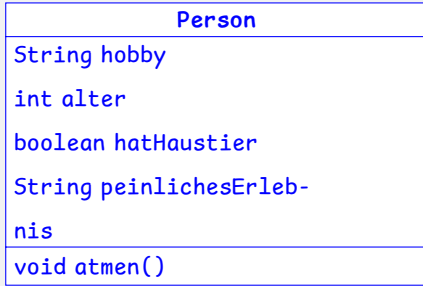 Person
String hobby
int alter
boolean hatHaustier
String peinlichesErleb-
nis
void atmen()